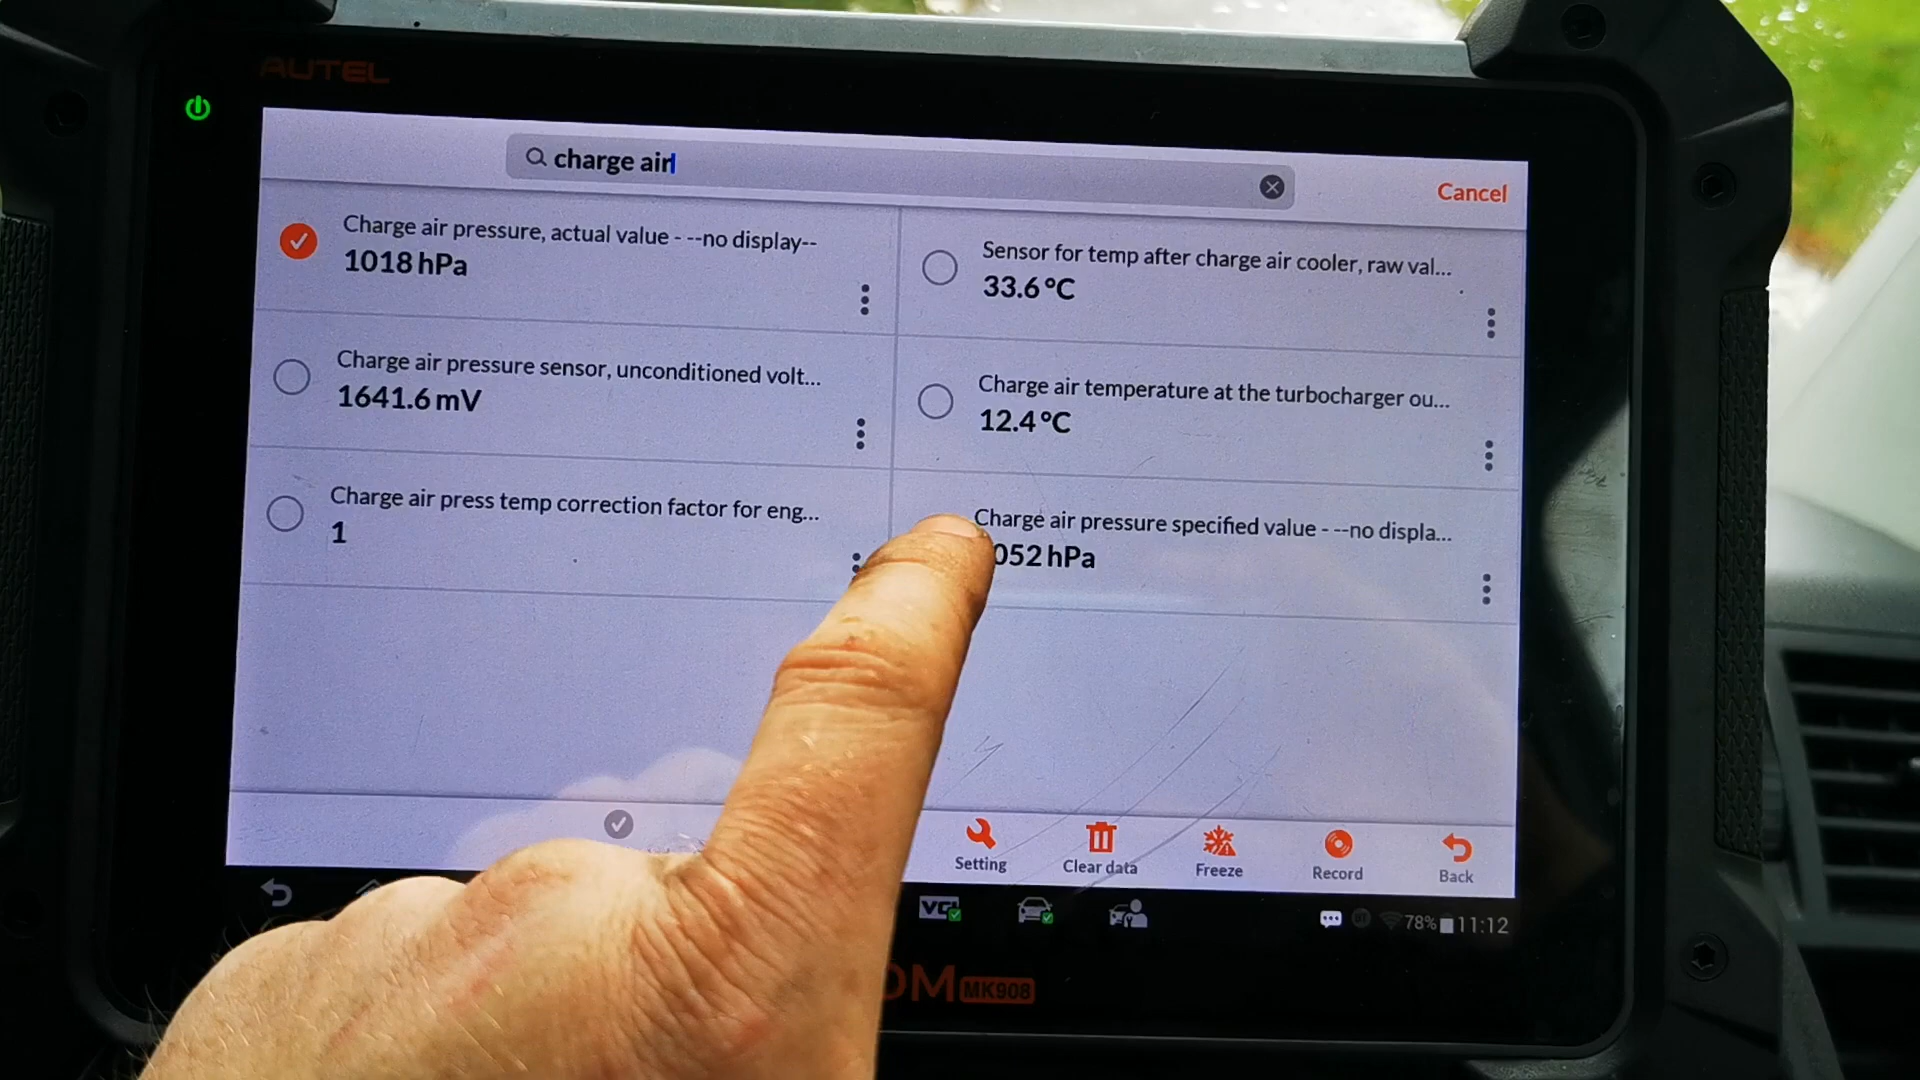 AUTEL
charge air
Cancel
Charge air pressure, actual value - --no display--
1018 hPa
Sensor for temp after charge air cooler, raw val...
33.6 °C
Charge air pressure sensor, unconditioned volt...
1641.6 mV
Charge air temperature at the turbocharger ou...
12.4 °C
Charge air press temp correction factor for eng...
1
Charge air pressure specified value - --no displa...
052 hPa
Setting
Clear data
Freeze
Record
Back
VCI
78% 11:12
MK908